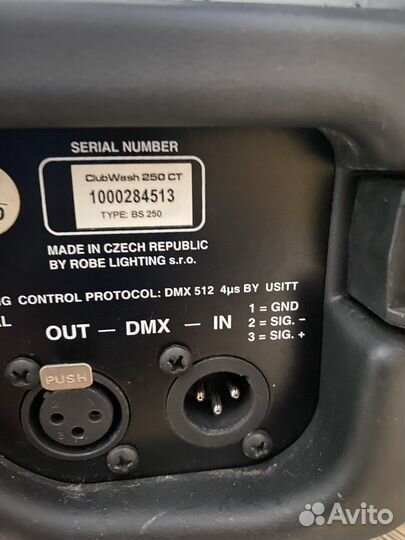 SERIAL NUMBER
ClubWash 250 CT
1000284513
TYPE: BS 250
MADE IN CZECH REPUBLIC
BY ROBE LIGHTING s.r.o.
CONTROL PROTOCOL: DMX 512 4µs BY USITT
OUT — DMX — IN
1 = GND
2 = SIG. –
3 = SIG. +
PUSH
Avito